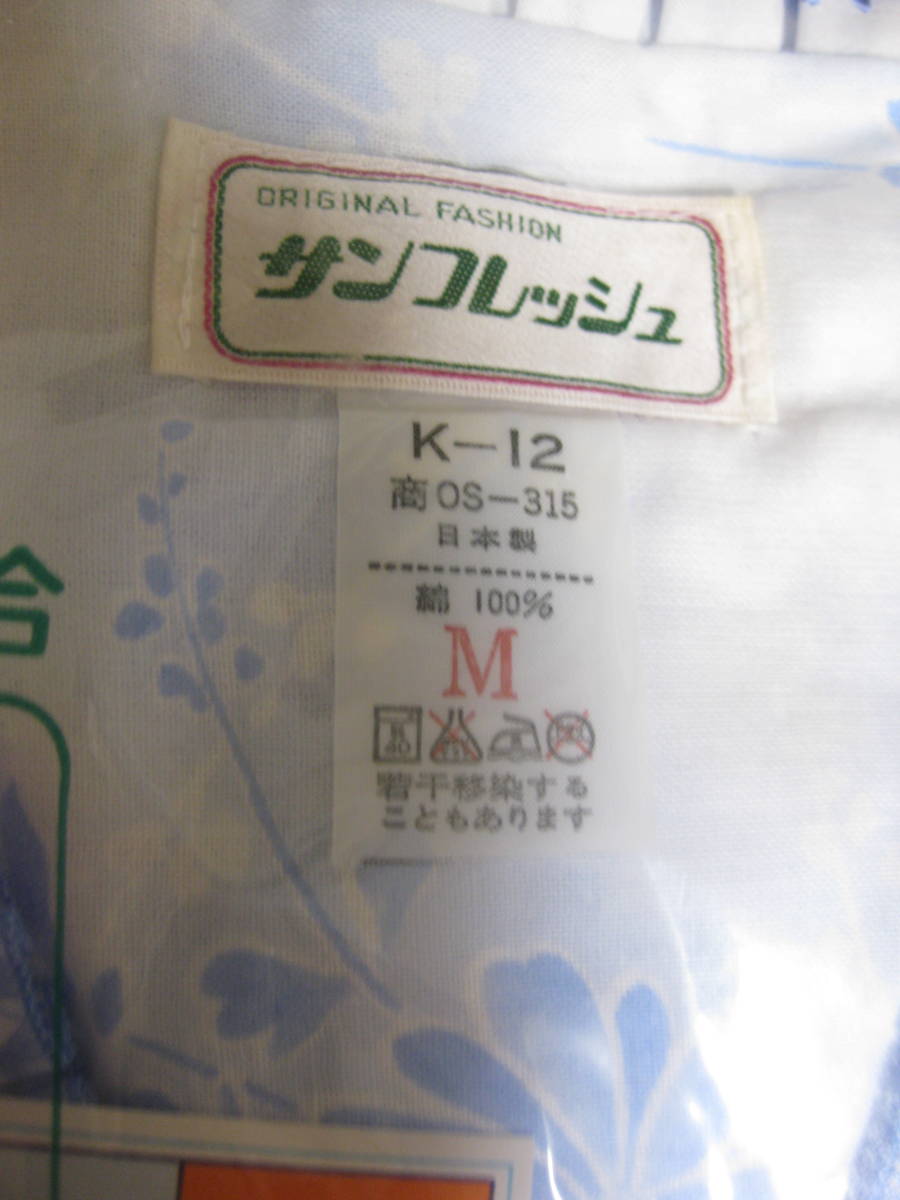 ORIGINAL FASHION
サンフレッシュ
K-12
商OS-315
日本製
綿 100%
M
40
若干移染する
こともあります